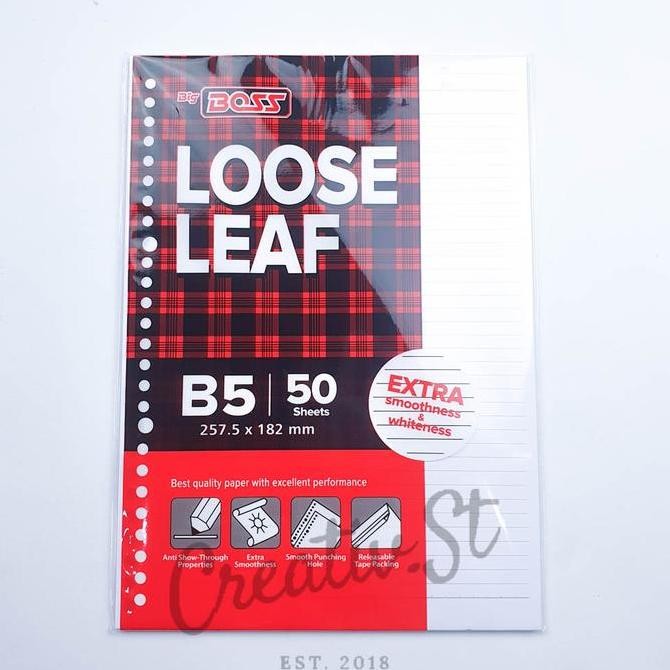 Big BOSS
LOOSE
LEAF
B5 | 50
Sheets
257.5 x 182 mm
EXTRA
smoothness
&
whiteness
Best quality paper with excellent performance
Anti Show-Through
Properties
Extra
Smoothness
Smooth Punching
Hole
Releasable
Tape Packing
Creativ.St
EST. 2018